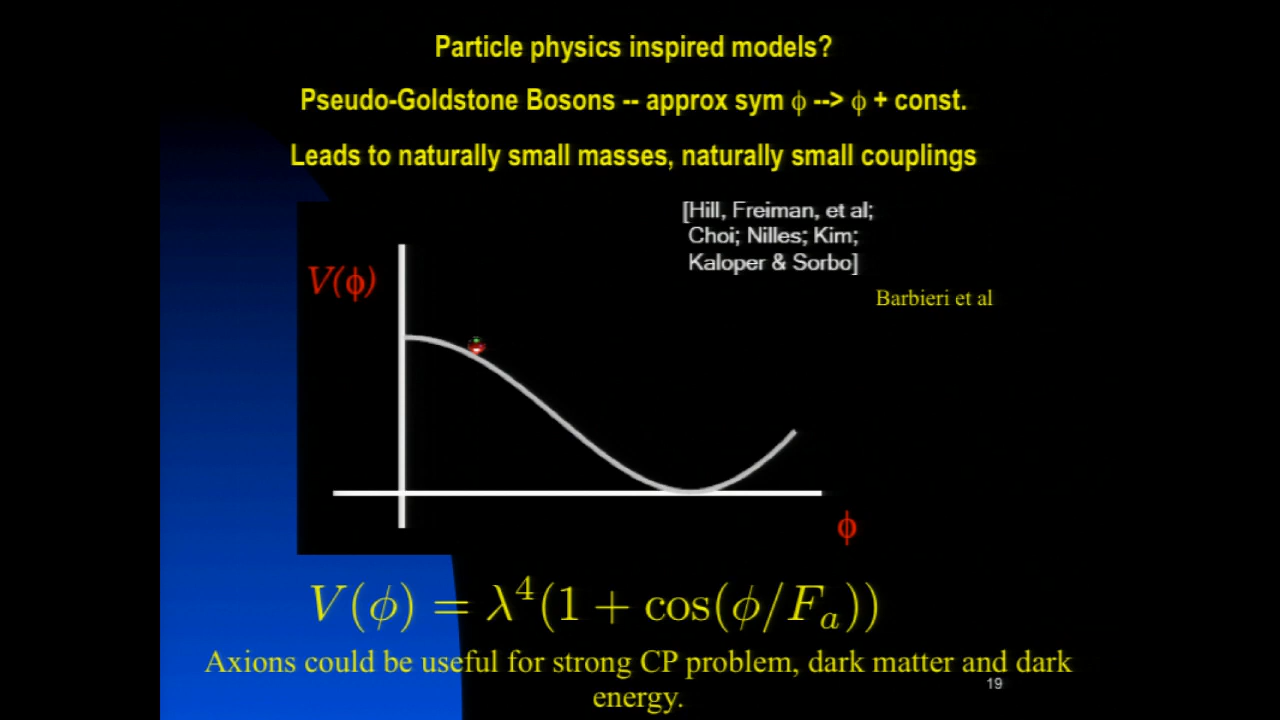 Particle physics inspired models?
Pseudo-Goldstone Bosons -- approx sym ϕ --> ϕ + const.
Leads to naturally small masses, naturally small couplings
[Hill, Freiman, et al;
Choi; Nilles; Kim;
Kaloper & Sorbo]
Barbieri et al
V(ϕ)
ϕ
V(ϕ) = λ⁴(1 + cos(ϕ/Fₐ))
Axions could be useful for strong CP problem, dark matter and dark
energy.
19